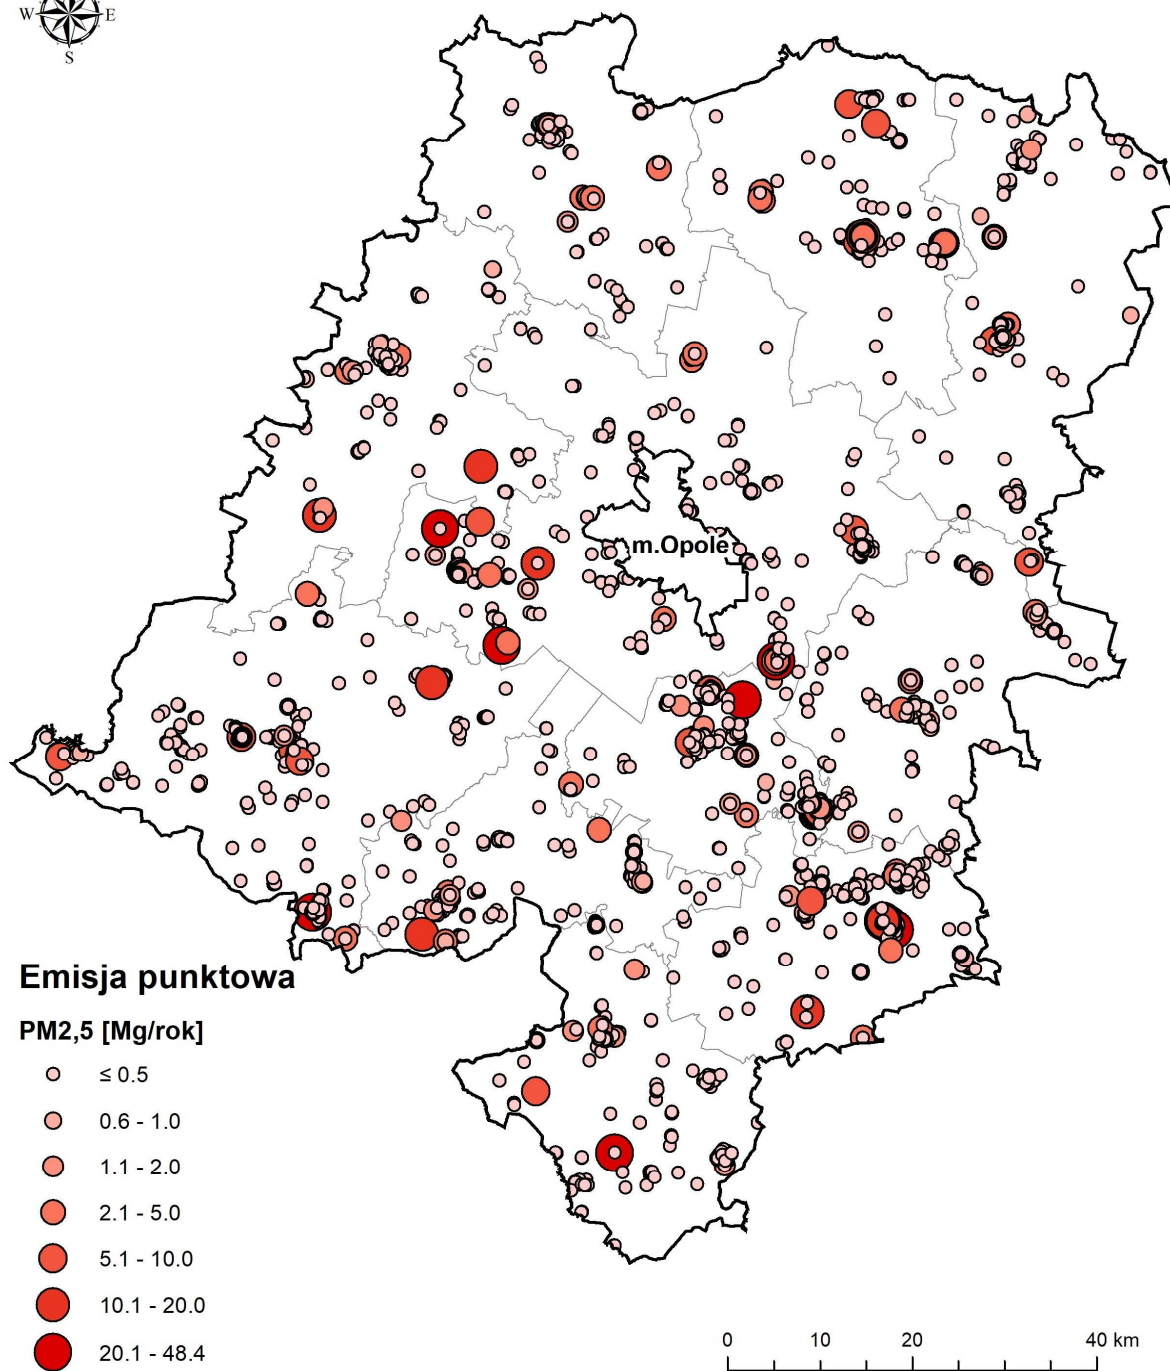 W E
S
m.Opole
Emisja punktowa
PM2,5 [Mg/rok]
≤ 0.5
0.6 - 1.0
1.1 - 2.0
2.1 - 5.0
5.1 - 10.0
10.1 - 20.0
20.1 - 48.4
0 10 20 40 km